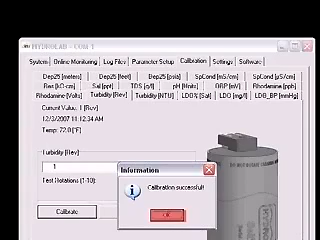 HYDROLAB - COM 1
System Online Monitoring Log Files Parameter Setup Calibration Settings Software
Dep25 [meters] Dep25 [feet] Dep25 [psia] SpCond [mS/cm] SpCond [µS/cm]
Res [kΩ-cm] Sal [ppt] TDS [g/l] pH [Units] ORP [mV] Rhodamine [ppb]
Rhodamine [Volts] Turbidity [Rev] Turbidity [NTU] LDO% [Sat] LDO [mg/l] LDO_BP [mmHg]
Current Value: 1 [Rev]
12/3/2007 11:12:34 AM
Temp: 72.0 [°F]
Turbidity [Rev]
1
Test Rotations (1-10):
Calibrate
Information
Calibration successful!
OK